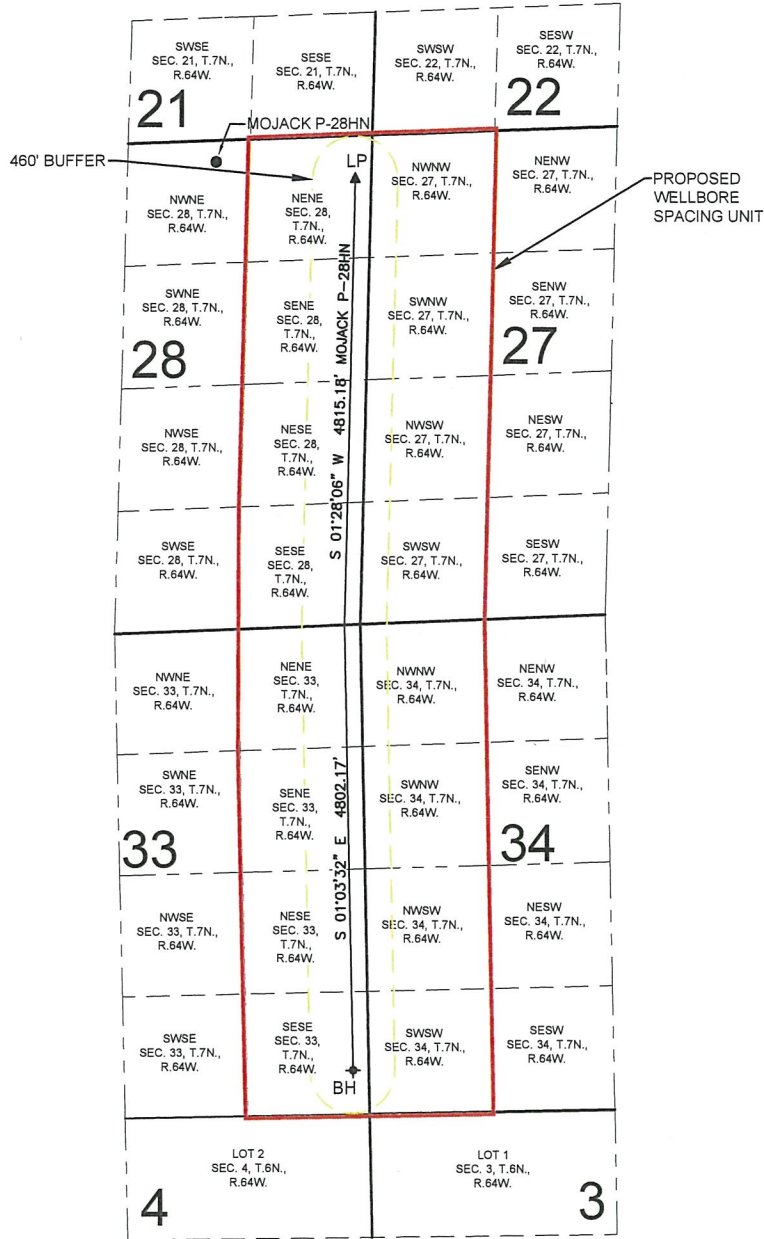 SWSE
SEC. 21, T.7N.,
R.64W.
SESE
SEC. 21, T.7N.,
R.64W.
SWSW
SEC. 22, T.7N.,
R.64W.
SESW
SEC. 22, T.7N.,
R.64W.
21
22
MOJACK P-28HN
460' BUFFER
LP
PROPOSED
WELLBORE
SPACING UNIT
NWNE
SEC. 28, T.7N.,
R.64W.
NENE
SEC. 28,
T.7N.,
R.64W.
NWNW
SEC. 27, T.7N.,
R.64W.
NENW
SEC. 27, T.7N.,
R.64W.
SWNE
SEC. 28, T.7N.,
R.64W.
SENE
SEC. 28,
T.7N.,
R.64W.
SWNW
SEC. 27, T.7N.,
R.64W.
SENW
SEC. 27, T.7N.,
R.64W.
28
27
S 01°28'06" W 4815.18' MOJACK P-28HN
NWSE
SEC. 28, T.7N.,
R.64W.
NESE
SEC. 28,
T.7N.,
R.64W.
NWSW
SEC. 27, T.7N.,
R.64W.
NESW
SEC. 27, T.7N.,
R.64W.
SWSE
SEC. 28, T.7N.,
R.64W.
SESE
SEC. 28,
T.7N.,
R.64W.
SWSW
SEC. 27, T.7N.,
R.64W.
SESW
SEC. 27, T.7N.,
R.64W.
NWNE
SEC. 33, T.7N.,
R.64W.
NENE
SEC. 33,
T.7N.,
R.64W.
NWNW
SEC. 34, T.7N.,
R.64W.
NENW
SEC. 34, T.7N.,
R.64W.
SWNE
SEC. 33, T.7N.,
R.64W.
SENE
SEC. 33,
T.7N.,
R.64W.
SWNW
SEC. 34, T.7N.,
R.64W.
SENW
SEC. 34, T.7N.,
R.64W.
33
34
S 01°03'32" E 4802.17'
NWSE
SEC. 33, T.7N.,
R.64W.
NESE
SEC. 33,
T.7N.,
R.64W.
NWSW
SEC. 34, T.7N.,
R.64W.
NESW
SEC. 34, T.7N.,
R.64W.
SWSE
SEC. 33, T.7N.,
R.64W.
SESE
SEC. 33,
T.7N.,
R.64W.
SWSW
SEC. 34, T.7N.,
R.64W.
SESW
SEC. 34, T.7N.,
R.64W.
BH
LOT 2
SEC. 4, T.6N.,
R.64W.
LOT 1
SEC. 3, T.6N.,
R.64W.
4
3